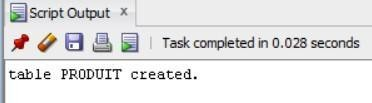 Script Output x
Task completed in 0.028 seconds
table PRODUIT created.